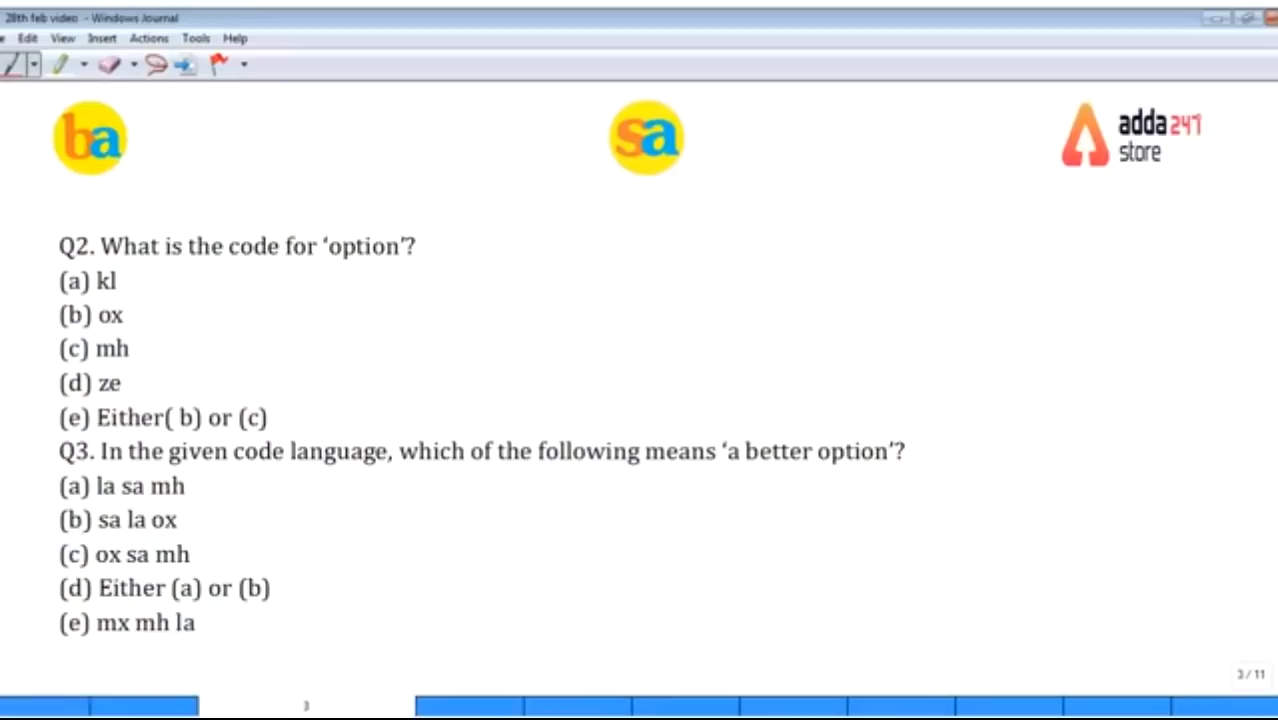 28th feb video - Windows Journal
Edit View Insert Actions Tools Help
ba
sa
adda 247
store
Q2. What is the code for ‘option’?
(a) kl
(b) ox
(c) mh
(d) ze
(e) Either( b) or (c)
Q3. In the given code language, which of the following means ‘a better option’?
(a) la sa mh
(b) sa la ox
(c) ox sa mh
(d) Either (a) or (b)
(e) mx mh la
3 / 11
3